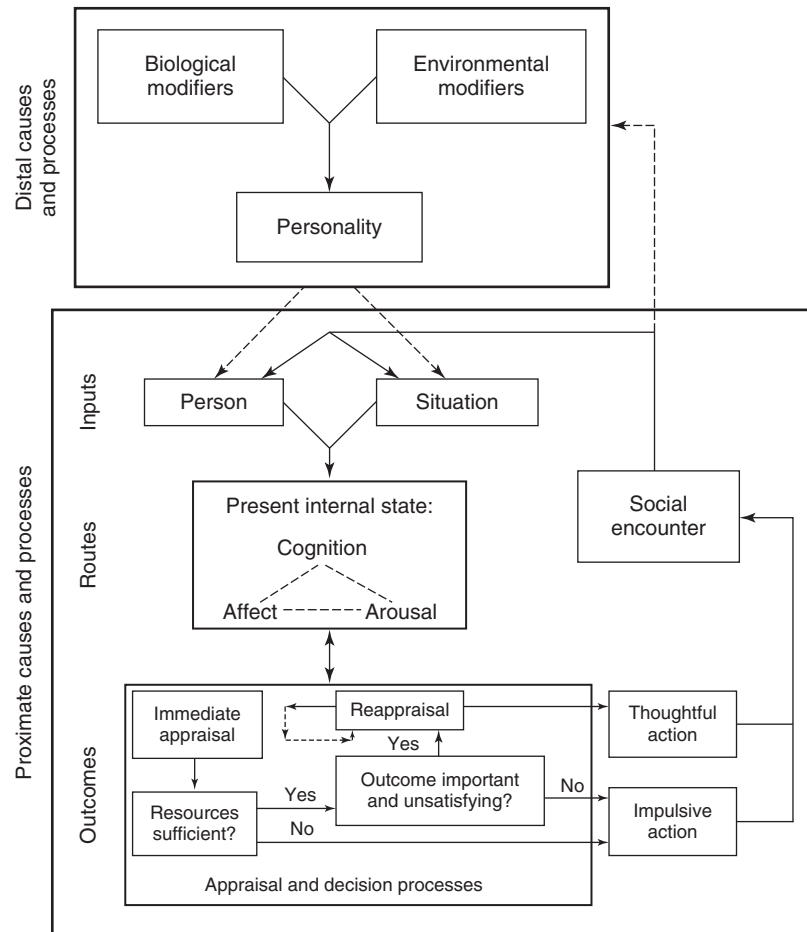 Distal causes
and processes
Biological
modifiers
Environmental
modifiers
Personality
Proximate causes and processes
Inputs
Person
Situation
Routes
Present internal state:
Cognition
Affect
Arousal
Social
encounter
Outcomes
Immediate
appraisal
Reappraisal
Thoughtful
action
Yes
Resources
sufficient?
Yes
No
Outcome important
and unsatisfying?
No
Impulsive
action
Appraisal and decision processes